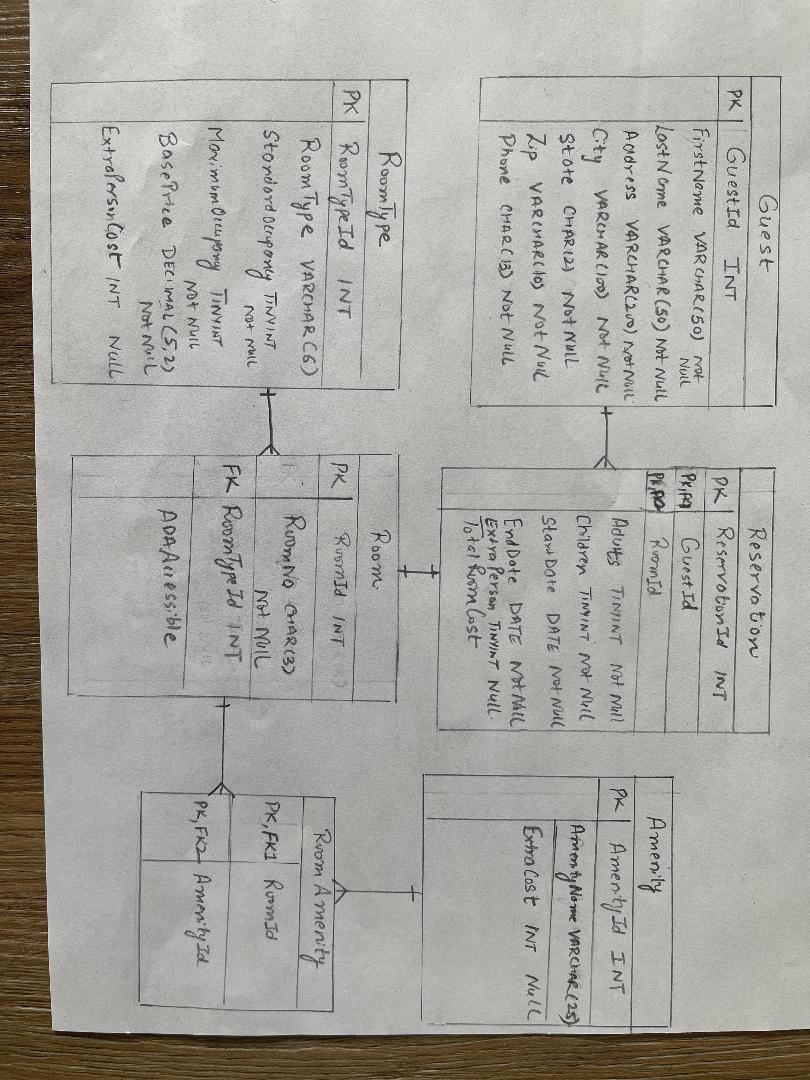 Guest
PK GuestId INT
FirstName VARCHAR(50) Not
Null
LastName VARCHAR(50) Not Null
Address VARCHAR(200) Not Null
City VARCHAR(100) Not Null
State CHAR(2) Not Null
Zip VARCHAR(10) Not Null
Phone CHAR(13) Not Null
Reservation
PK ReservationId INT
PK,FK1 GuestId
PK,FK2 RoomId
Adults TINYINT Not Null
Children TINYINT Not Null
StartDate DATE Not Null
EndDate DATE Not Null
Extra Person TINYINT Null
Total Room Cost
Amenity
PK AmenityId INT
AmenityName VARCHAR(25)
ExtraCost INT Null
RoomType
PK RoomTypeId INT
RoomType VARCHAR(6)
StandardOccupancy TINYINT
Not Null
MaximumOccupany TINYINT
Not Null
BasePrice DECIMAL(5,2)
Not Null
ExtraPersonCost INT Null
Room
PK RoomId INT
RoomNo CHAR(3)
Not Null
FK RoomTypeId INT
ADAAccessible
Room Amenity
PK,FK1 RoomId
PK,FK2 AmenityId